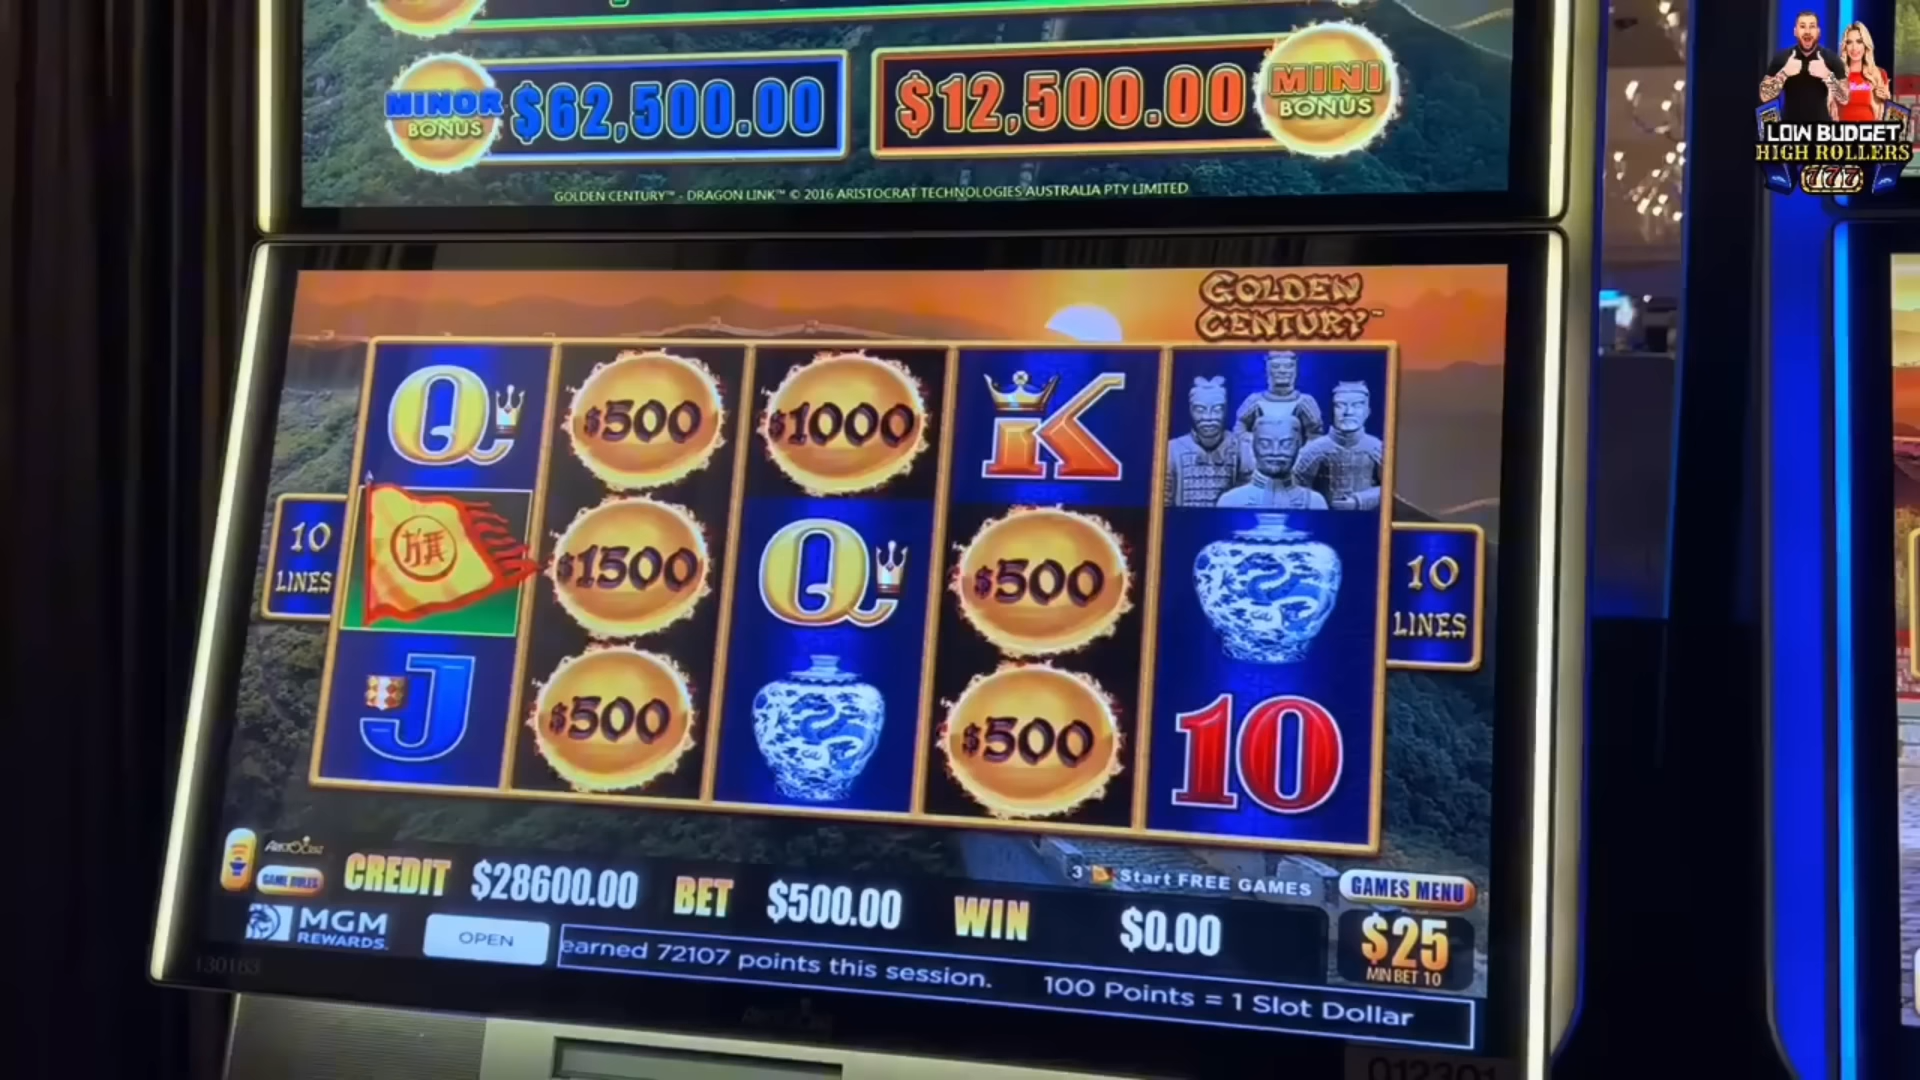 MINOR
BONUS
$62,500.00
$12,500.00
MINI
BONUS
LOW BUDGET
HIGH ROLLERS
777
GOLDEN CENTURY™ - DRAGON LINK™ © 2016 ARISTOCRAT TECHNOLOGIES AUSTRALIA PTY LIMITED
GOLDEN
CENTURY™
Q
$500
$1000
K
10
LINES
$1500
Q
$500
10
LINES
J
$500
$500
10
ARISTOCRAT
GAME RULES
CREDIT $28600.00 BET $500.00 WIN $0.00
3 Start FREE GAMES
GAMES MENU
$25
MIN BET 10
MGM
REWARDS.
OPEN
earned 72107 points this session. 100 Points = 1 Slot Dollar
130183